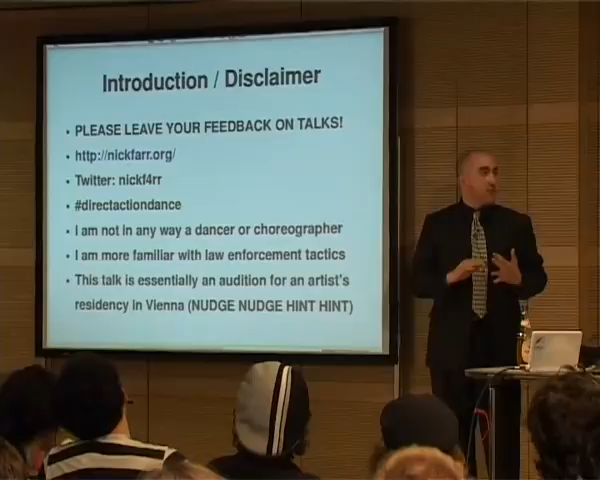 Introduction / Disclaimer
• PLEASE LEAVE YOUR FEEDBACK ON TALKS!
• http://nickfarr.org/
• Twitter: nickf4rr
• #directactiondance
• I am not in any way a dancer or choreographer
• I am more familiar with law enforcement tactics
• This talk is essentially an audition for an artist's
residency in Vienna (NUDGE NUDGE HINT HINT)